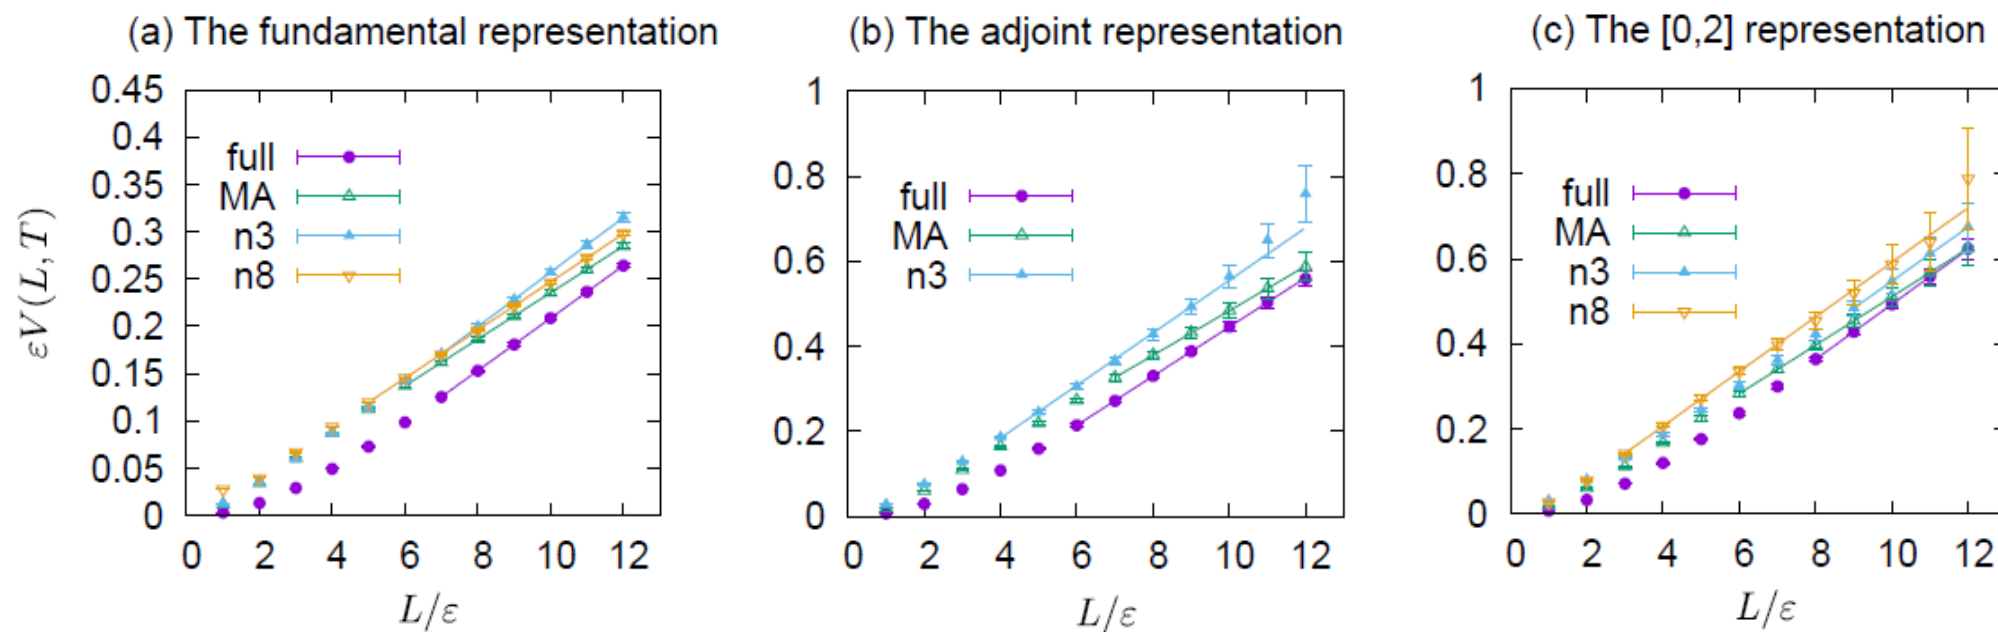 (a) The fundamental representation
0.45
0.4
0.35
0.3
0.25
0.2
0.15
0.1
0.05
0
εV(L, T)
full
MA
n3
n8
0 2 4 6 8 10 12
L/ε
(b) The adjoint representation
1
0.8
0.6
0.4
0.2
0
full
MA
n3
0 2 4 6 8 10 12
L/ε
(c) The [0,2] representation
1
0.8
0.6
0.4
0.2
0
full
MA
n3
n8
0 2 4 6 8 10 12
L/ε